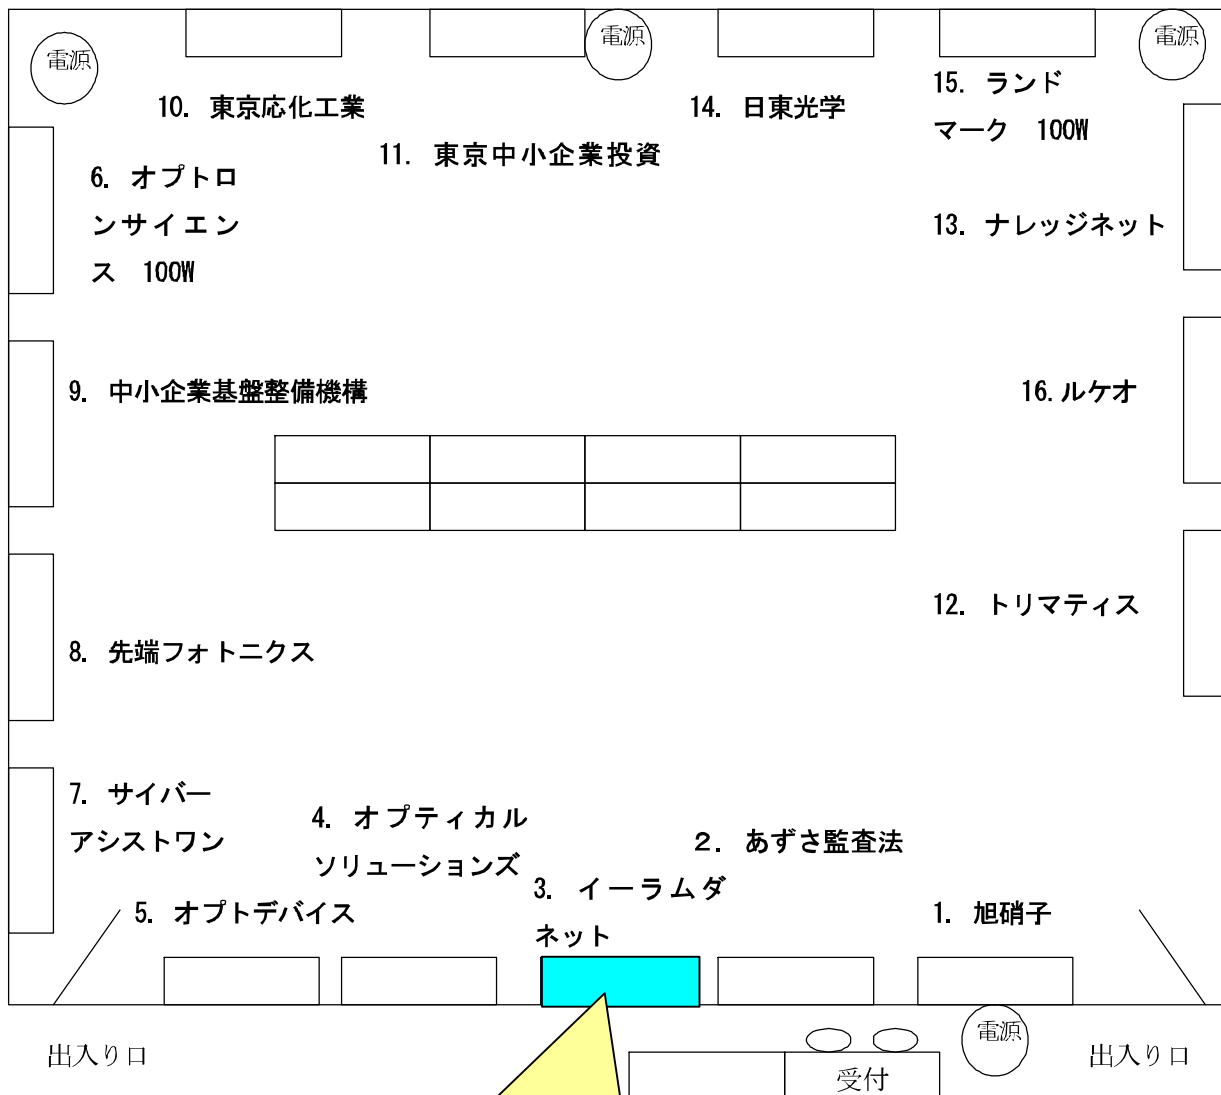 電源
電源
電源
10. 東京応化工業
11. 東京中小企業投資
14. 日東光学
15. ランド
マーク 100W
6. オプトロ
ンサイエン
ス 100W
13. ナレッジネット
9. 中小企業基盤整備機構
16.ルケオ
12. トリマティス
8. 先端フォトニクス
7. サイバー
アシストワン
4. オプティカル
ソリューションズ
2. あずさ監査法
3. イーラムダ
ネット
5. オプトデバイス
1. 旭硝子
電源
出入り口
受付
出入り口